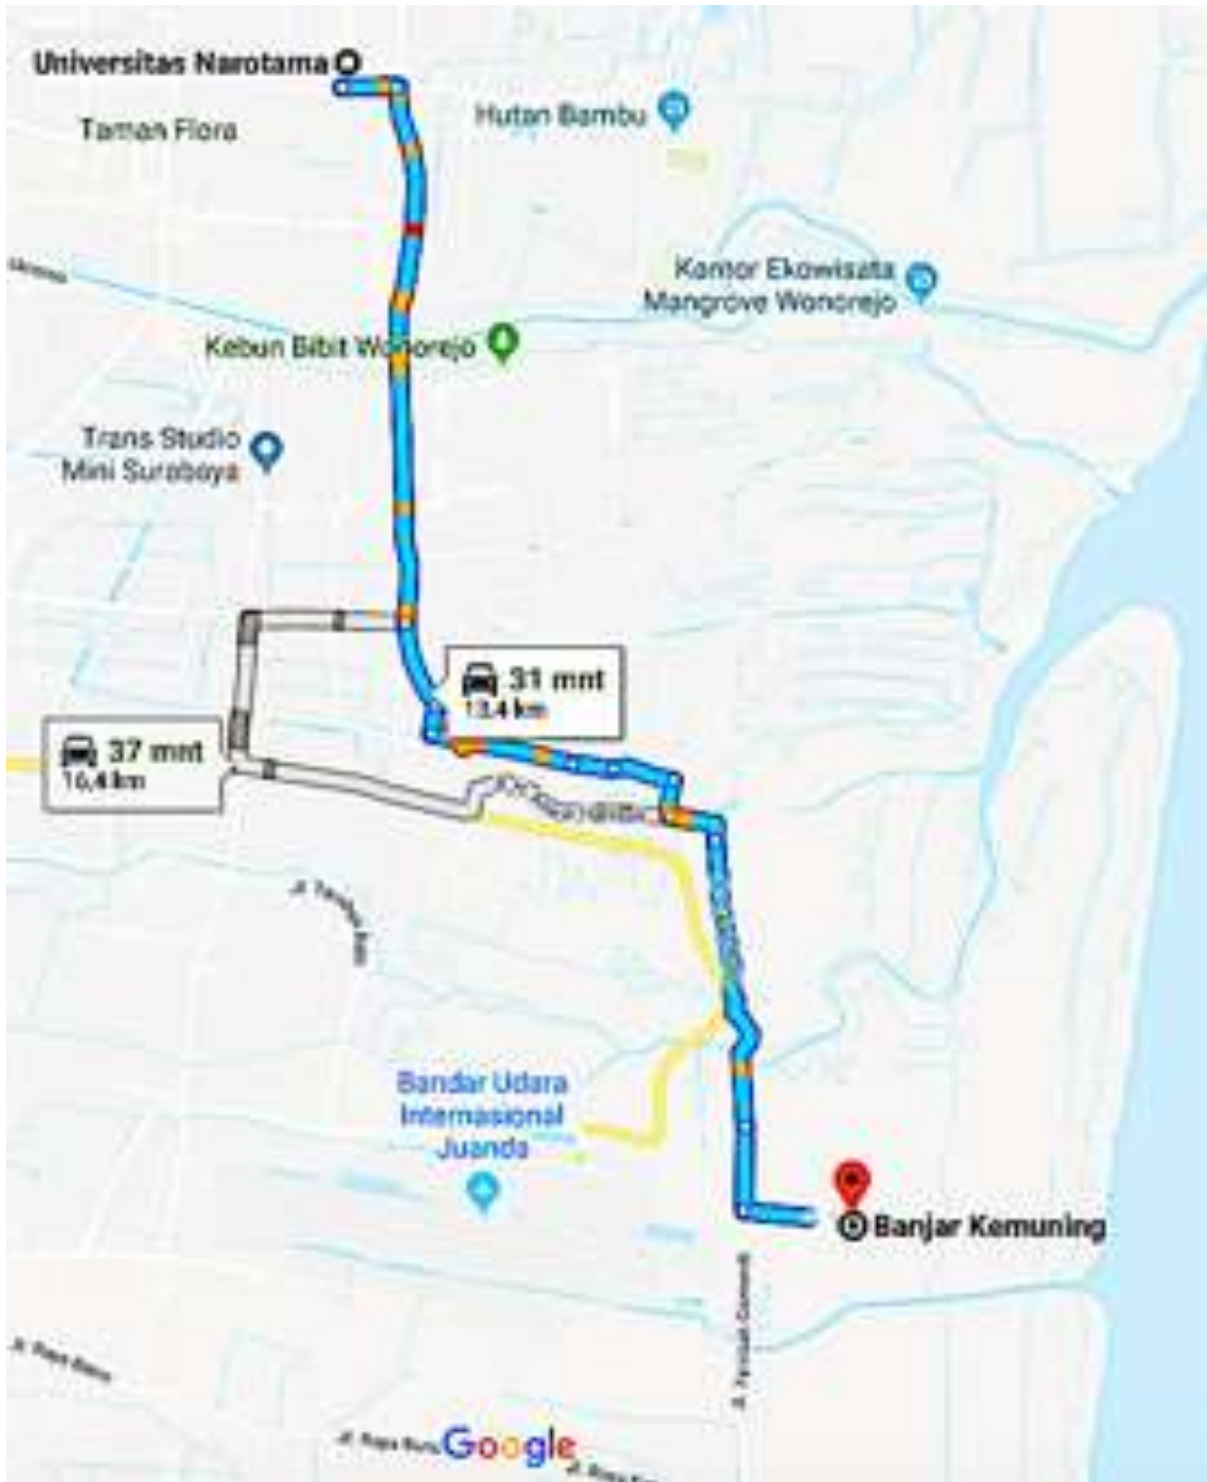 Universitas Narotama
Taman Flora
Hutan Bambu
Kantor Ekowisata
Mangrove Wonorejo
Kebun Bibit Wonorejo
Trans Studio
Mini Surabaya
31 mnt
13,4 km
37 mnt
16,4 km
Bandar Udara
Internasional
Juanda
Banjar Kemuning
Google